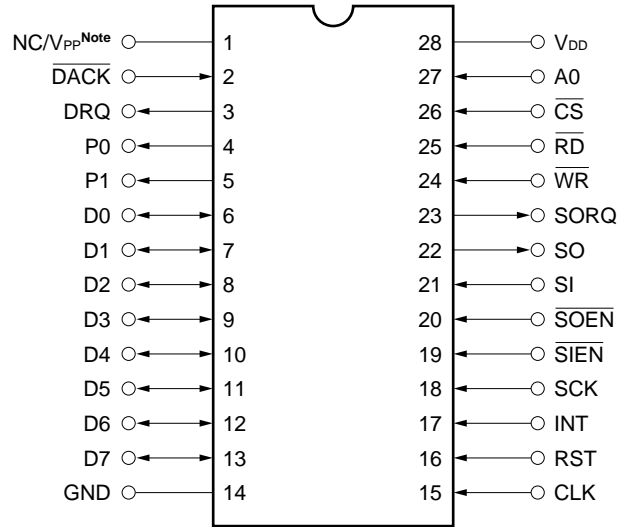 NC/VPP Note 1 28 VDD
DACK 2 27 A0
DRQ 3 26 CS
P0 4 25 RD
P1 5 24 WR
D0 6 23 SORQ
D1 7 22 SO
D2 8 21 SI
D3 9 20 SOEN
D4 10 19 SIEN
D5 11 18 SCK
D6 12 17 INT
D7 13 16 RST
GND 14 15 CLK